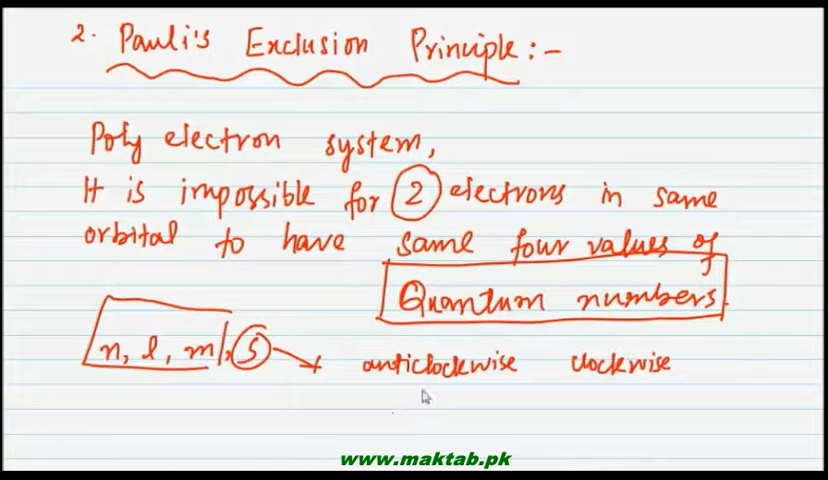 2. Pauli's Exclusion Principle :-
Poly electron system,
It is impossible for 2 electrons in same
orbital to have same four values of
Quantum numbers.
n, l, m, s → anticlockwise clockwise
www.maktab.pk